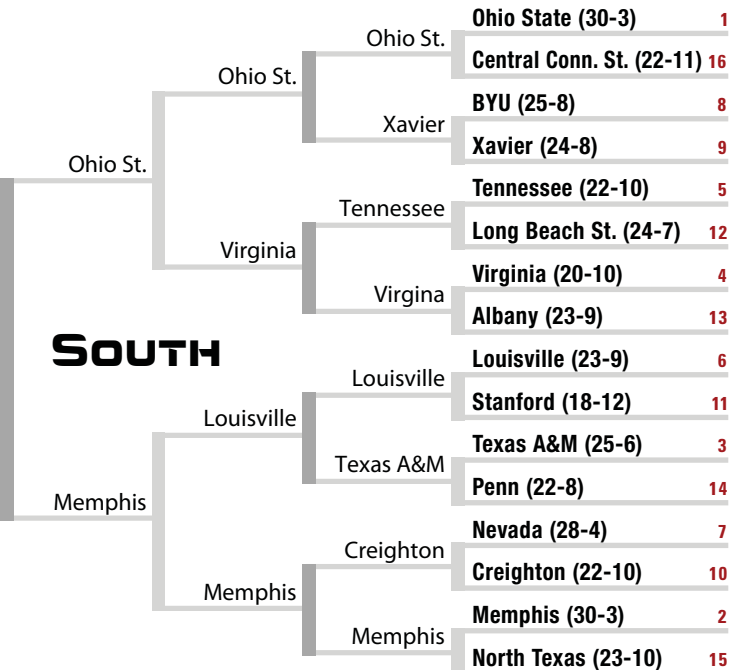 Ohio State (30-3) 1
Ohio St.
Central Conn. St. (22-11) 16
Ohio St.
BYU (25-8) 8
Xavier
Xavier (24-8) 9
Ohio St.
Tennessee (22-10) 5
Tennessee
Long Beach St. (24-7) 12
Virginia
Virginia (20-10) 4
Virgina
Albany (23-9) 13
SOUTH
Louisville (23-9) 6
Louisville
Stanford (18-12) 11
Louisville
Texas A&M (25-6) 3
Texas A&M
Penn (22-8) 14
Memphis
Nevada (28-4) 7
Creighton
Creighton (22-10) 10
Memphis
Memphis (30-3) 2
Memphis
North Texas (23-10) 15